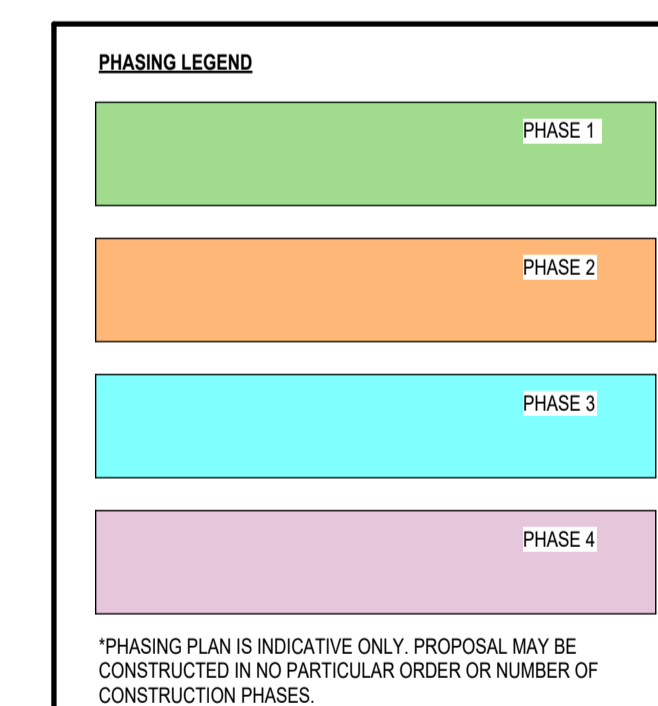 PHASING LEGEND
PHASE 1
PHASE 2
PHASE 3
PHASE 4
*PHASING PLAN IS INDICATIVE ONLY. PROPOSAL MAY BE
CONSTRUCTED IN NO PARTICULAR ORDER OR NUMBER OF
CONSTRUCTION PHASES.